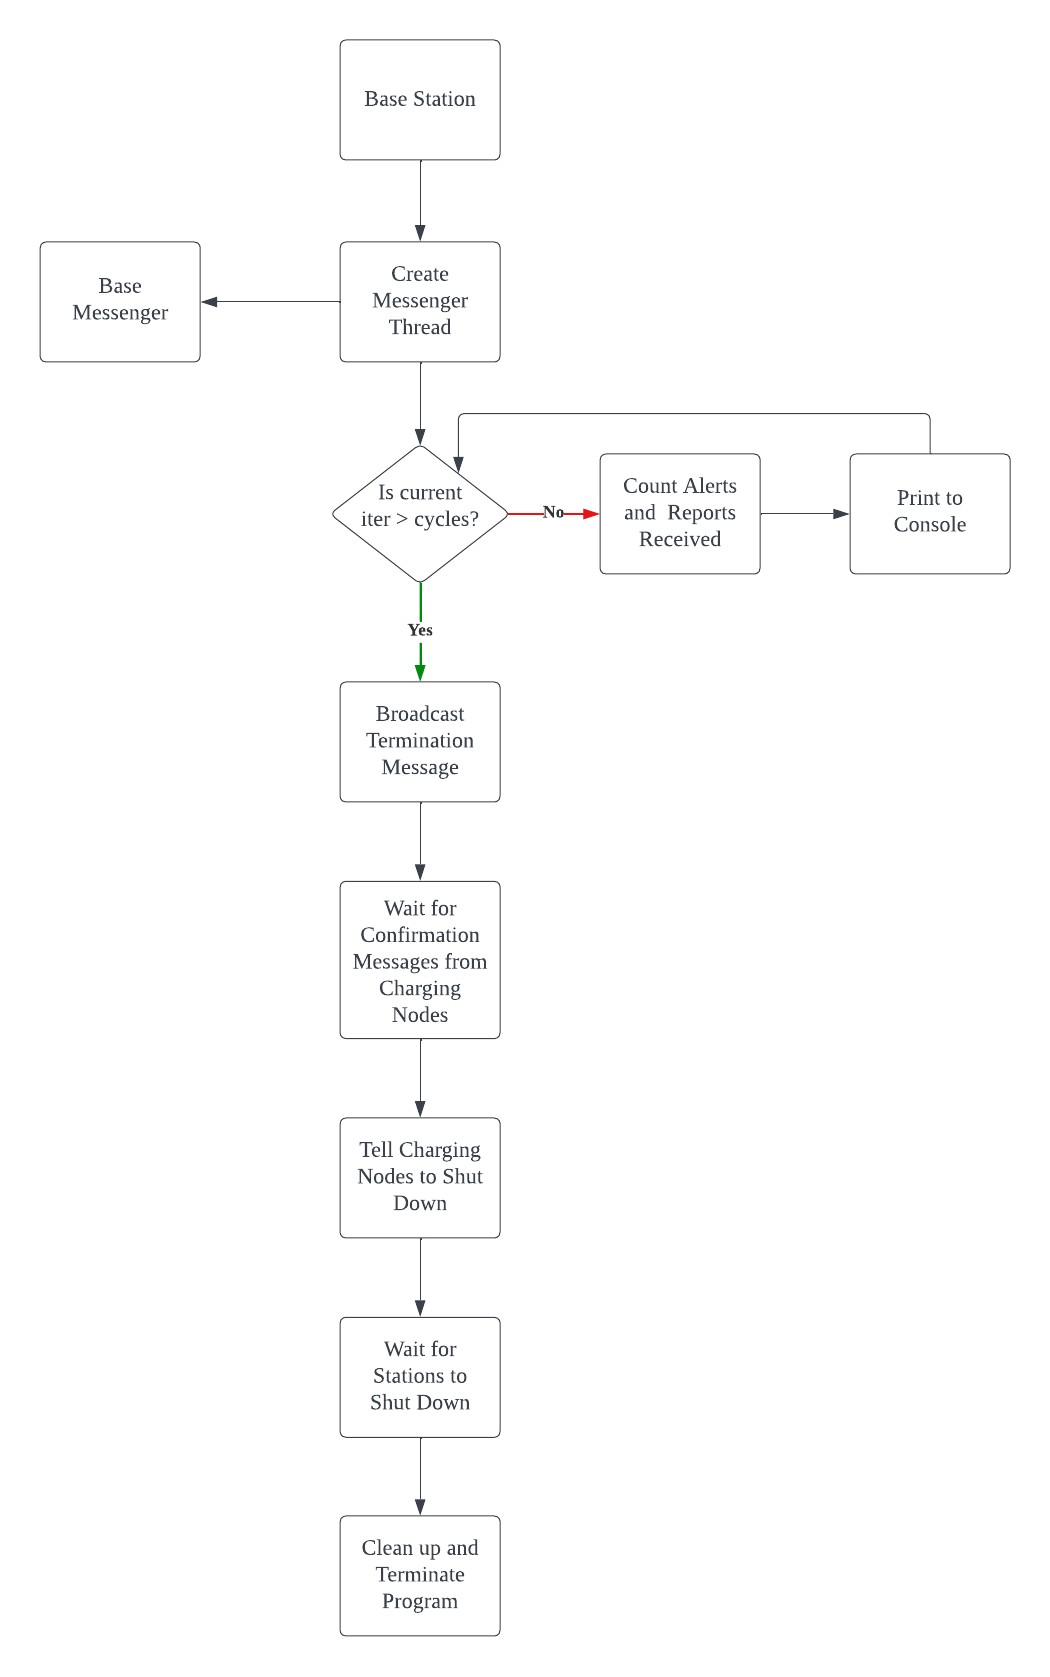 Base Station
Base
Messenger
Create
Messenger
Thread
Is current
iter > cycles?
No
Count Alerts
and  Reports
Received
Print to
Console
Yes
Broadcast
Termination
Message
Wait for
Confirmation
Messages from
Charging
Nodes
Tell Charging
Nodes to Shut
Down
Wait for
Stations to
Shut Down
Clean up and
Terminate
Program